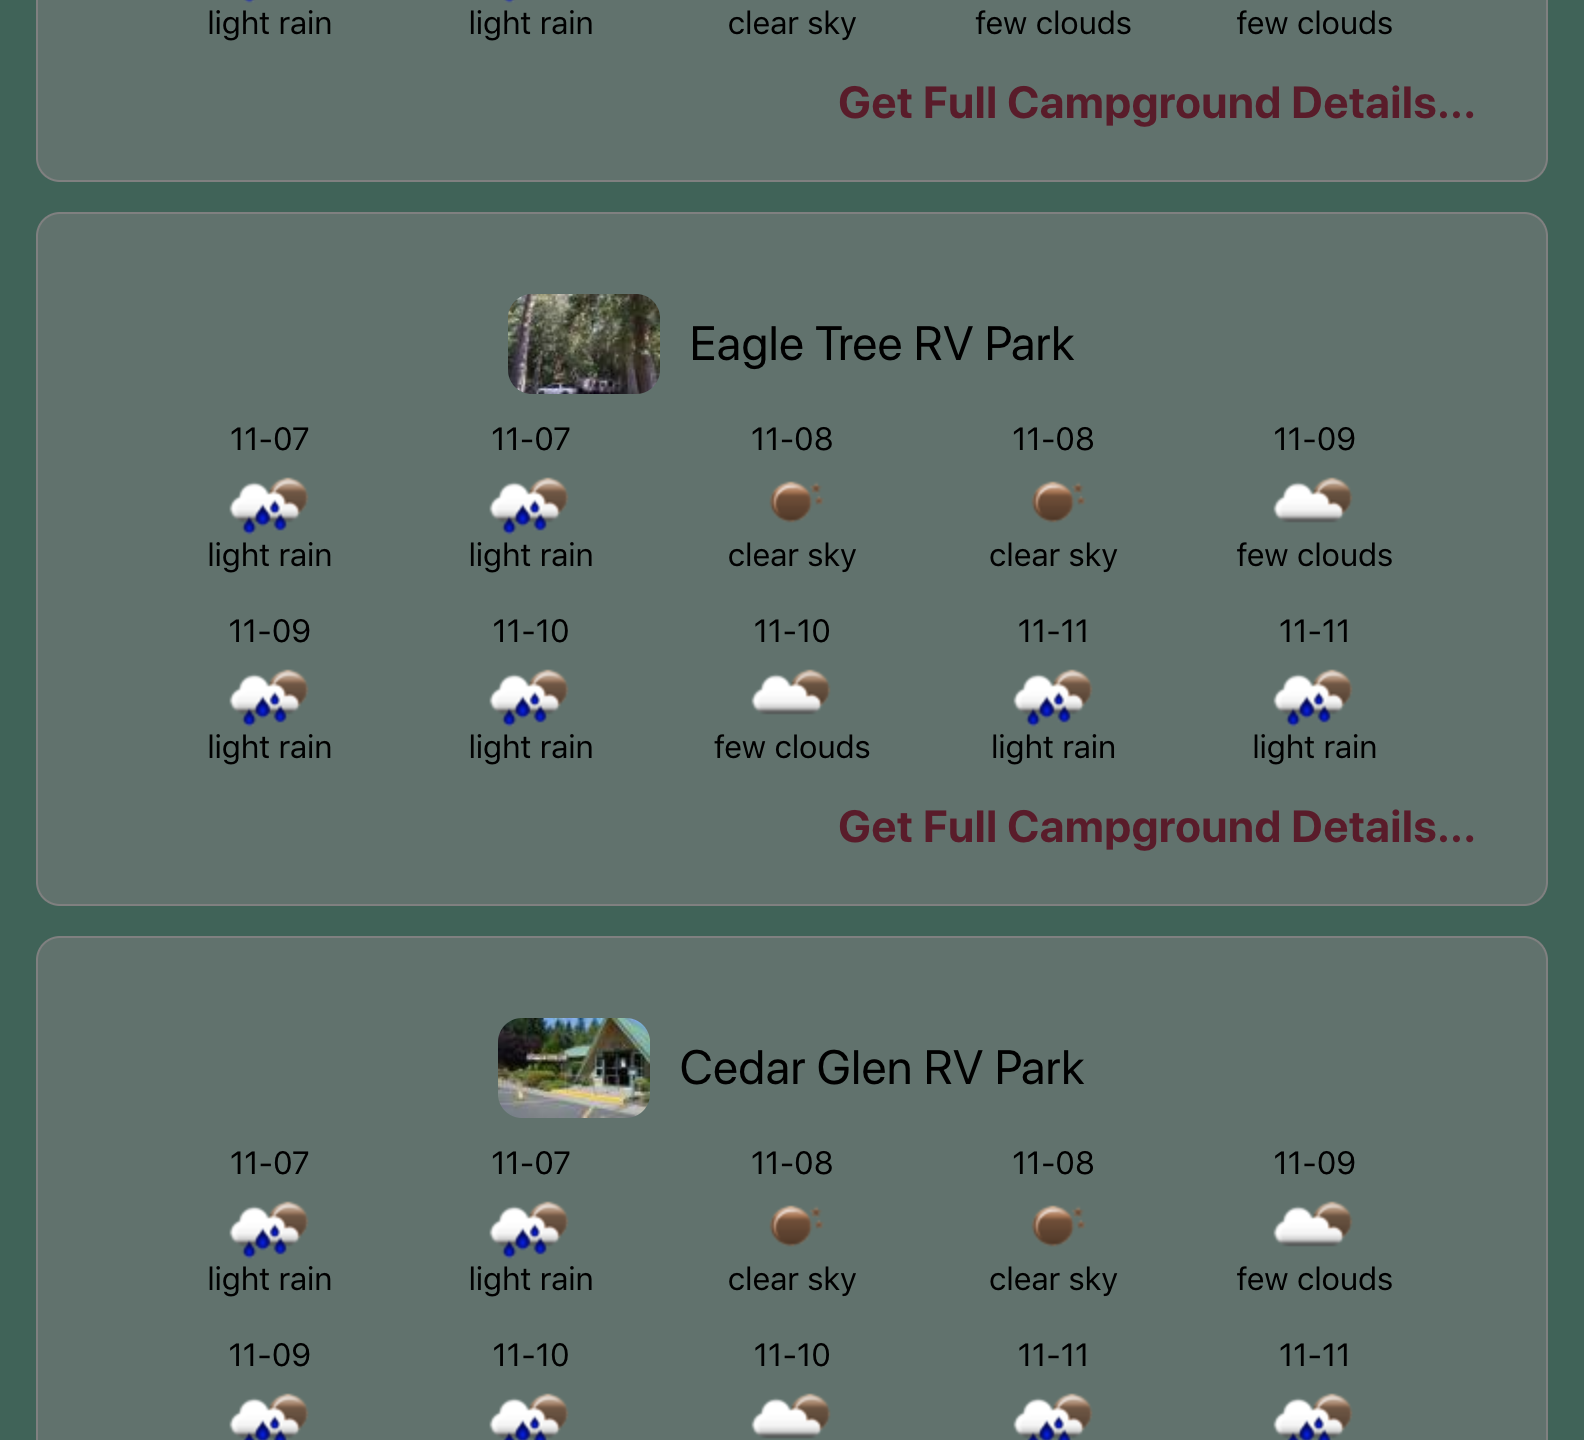 light rain light rain clear sky few clouds few clouds
Get Full Campground Details...
Eagle Tree RV Park
11-07 11-07 11-08 11-08 11-09
light rain light rain clear sky clear sky few clouds
11-09 11-10 11-10 11-11 11-11
light rain light rain few clouds light rain light rain
Get Full Campground Details...
Cedar Glen RV Park
11-07 11-07 11-08 11-08 11-09
light rain light rain clear sky clear sky few clouds
11-09 11-10 11-10 11-11 11-11